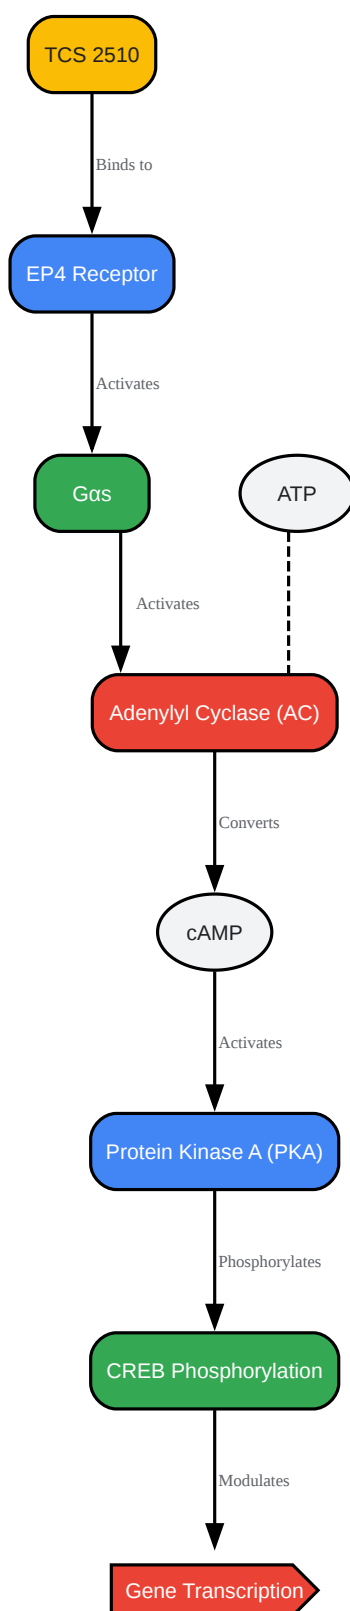 TCS 2510
Binds to
EP4 Receptor
Activates
Gαs
ATP
Activates
Adenylyl Cyclase (AC)
Converts
cAMP
Activates
Protein Kinase A (PKA)
Phosphorylates
CREB Phosphorylation
Modulates
Gene Transcription